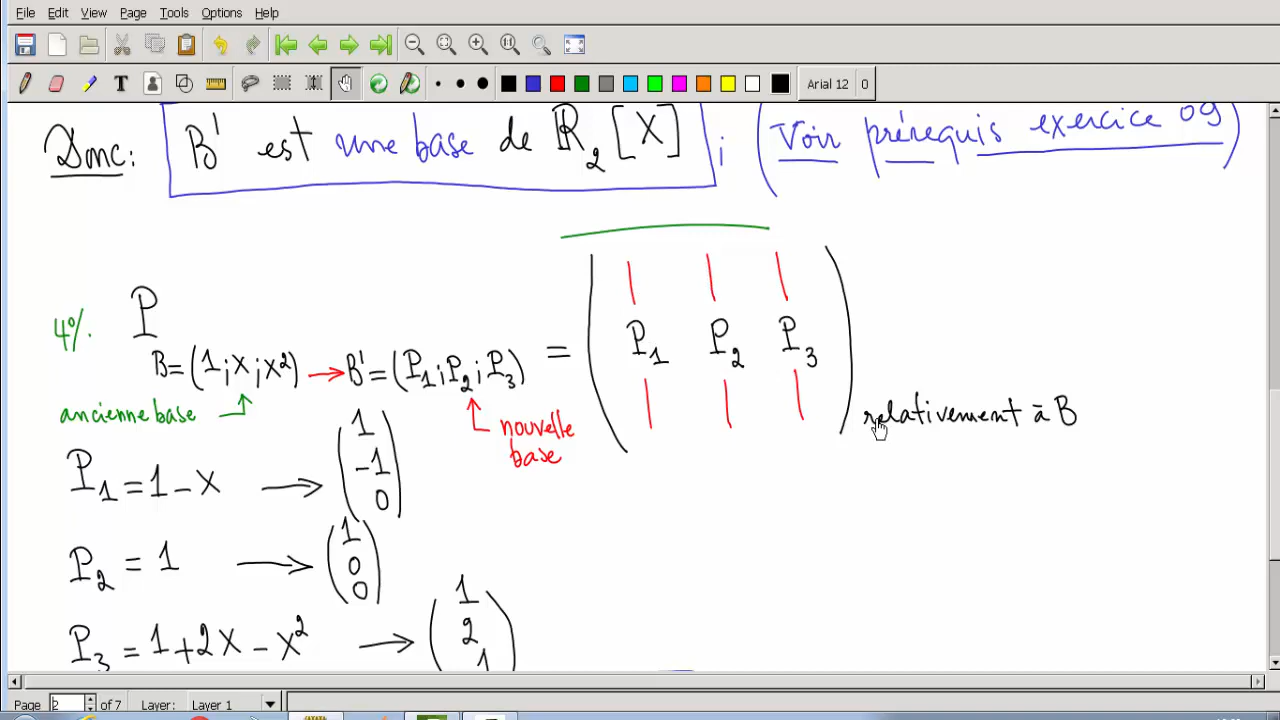 File Edit View Page Tools Options Help
Arial 12 0
Donc: B' est une base de ℝ₂[X] ; (Voir prérequis exercice 09)
4°/. P B=(1;X;X²) → B'=(P₁;P₂;P₃) = (P₁ P₂ P₃) relativement à B
ancienne base
nouvelle
base
P₁ = 1 - X → (1 -1 0)
P₂ = 1 → (1 0 0)
P₃ = 1+2X - X² → (1 2 -1
Page 2 of 7 Layer: Layer 1